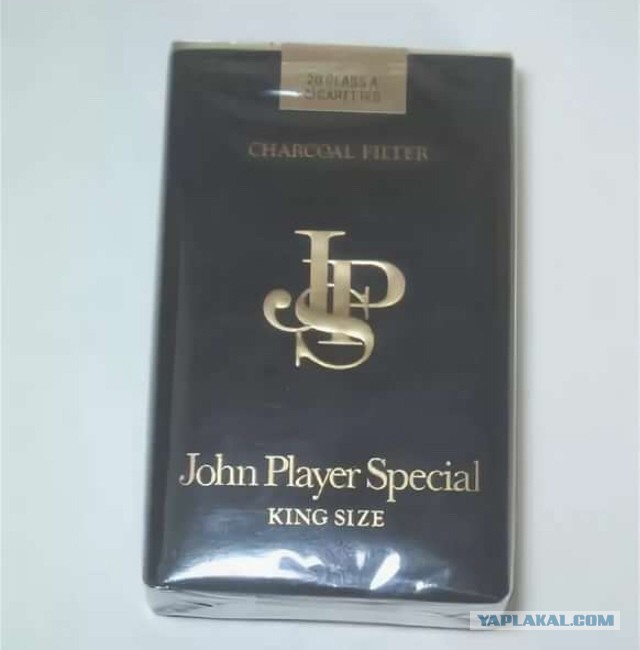 20 CLASS A
CIGARETTES
CHARCOAL FILTER
JPS
John Player Special
KING SIZE
YAPLAKAL.COM